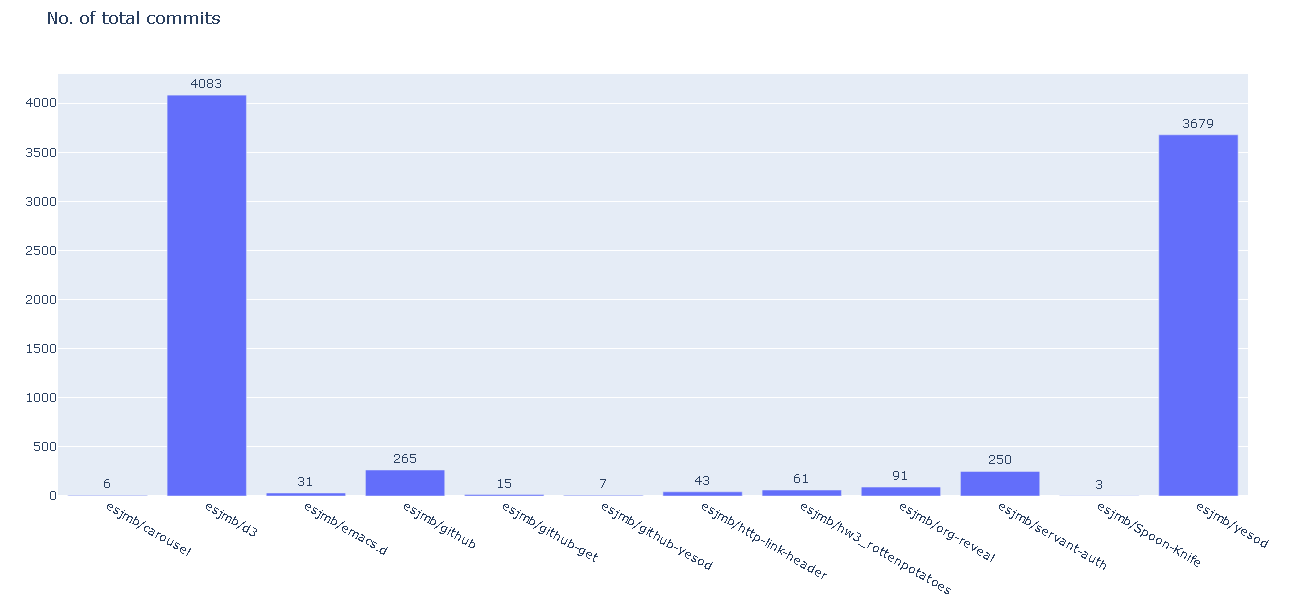 No. of total commits
4083
3679
265
250
91
61
43
31
15
7
6
3
4000
3500
3000
2500
2000
1500
1000
500
0
esjmb/carousel
esjmb/d3
esjmb/emacs.d
esjmb/github
esjmb/github-get
esjmb/github-yesod
esjmb/http-link-header
esjmb/hw3_rottenpotatoes
esjmb/org-reveal
esjmb/servant-auth
esjmb/Spoon-Knife
esjmb/yesod